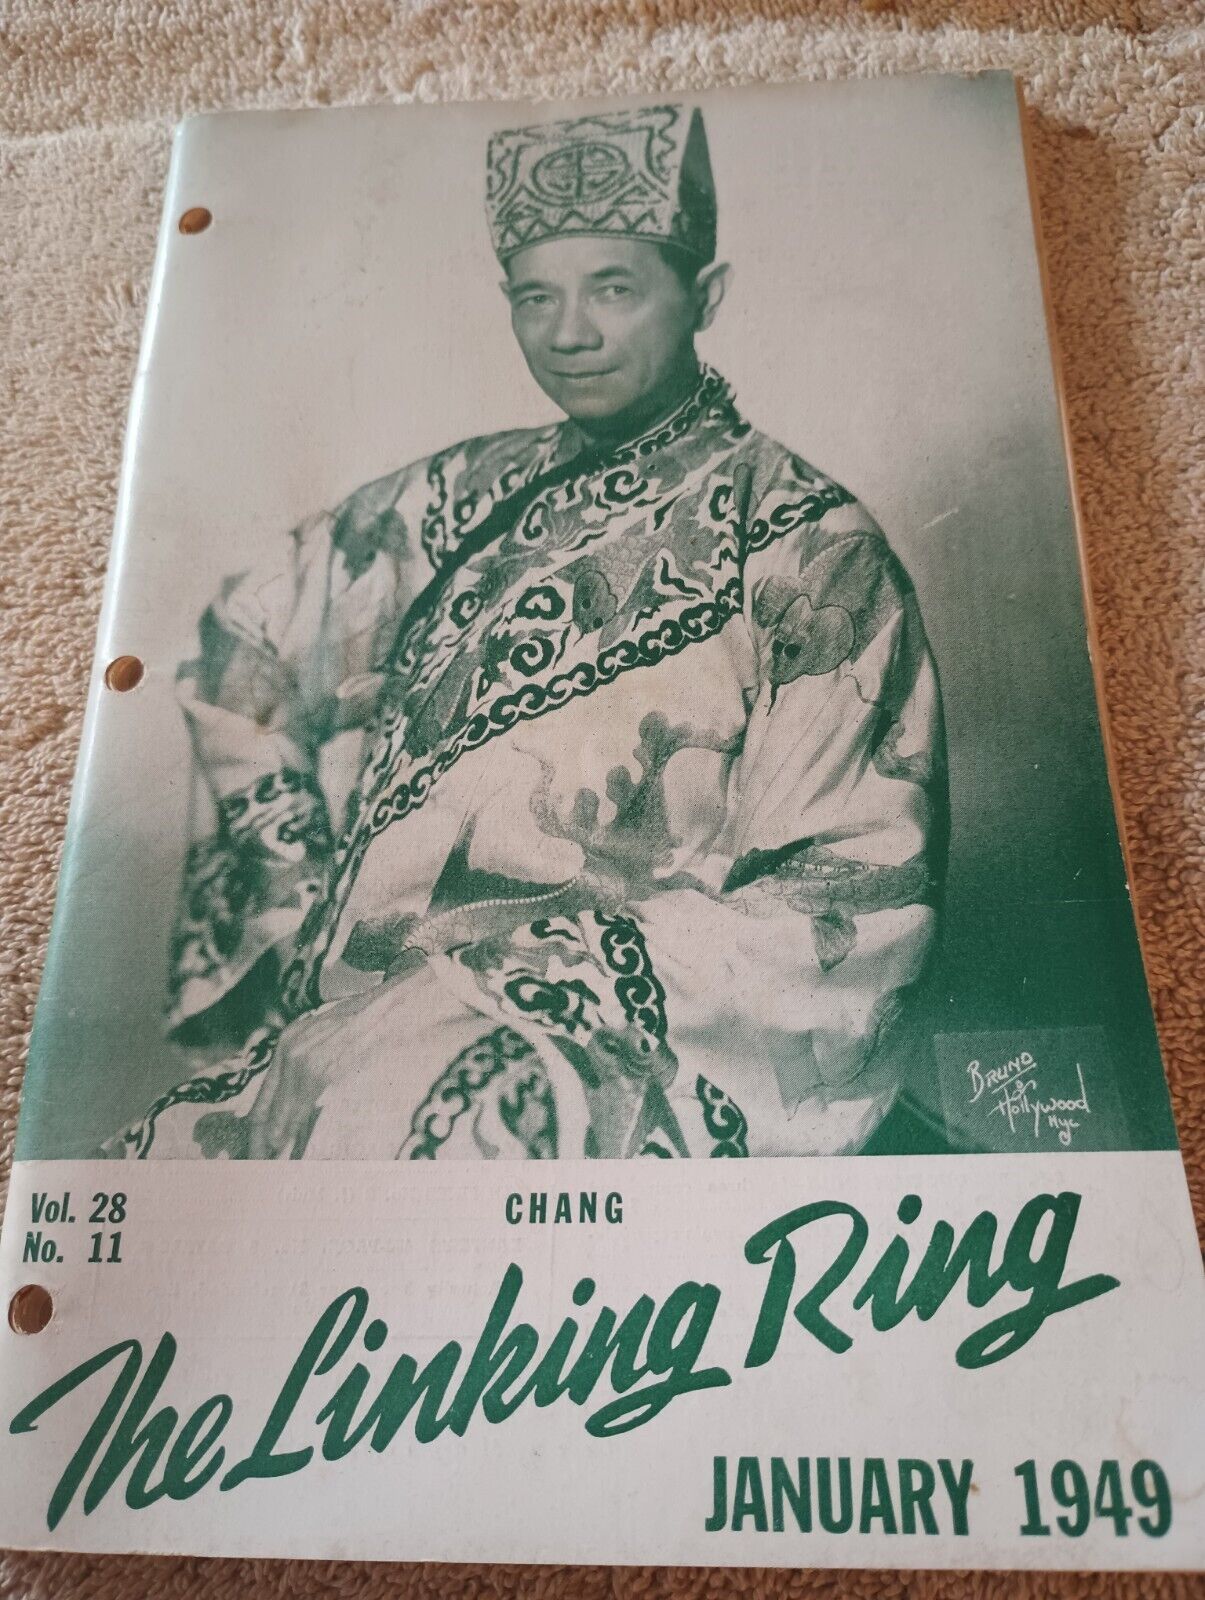 Bruno
of
Hollywood
NYC
Vol. 28
No. 11
CHANG
The Linking Ring
JANUARY 1949